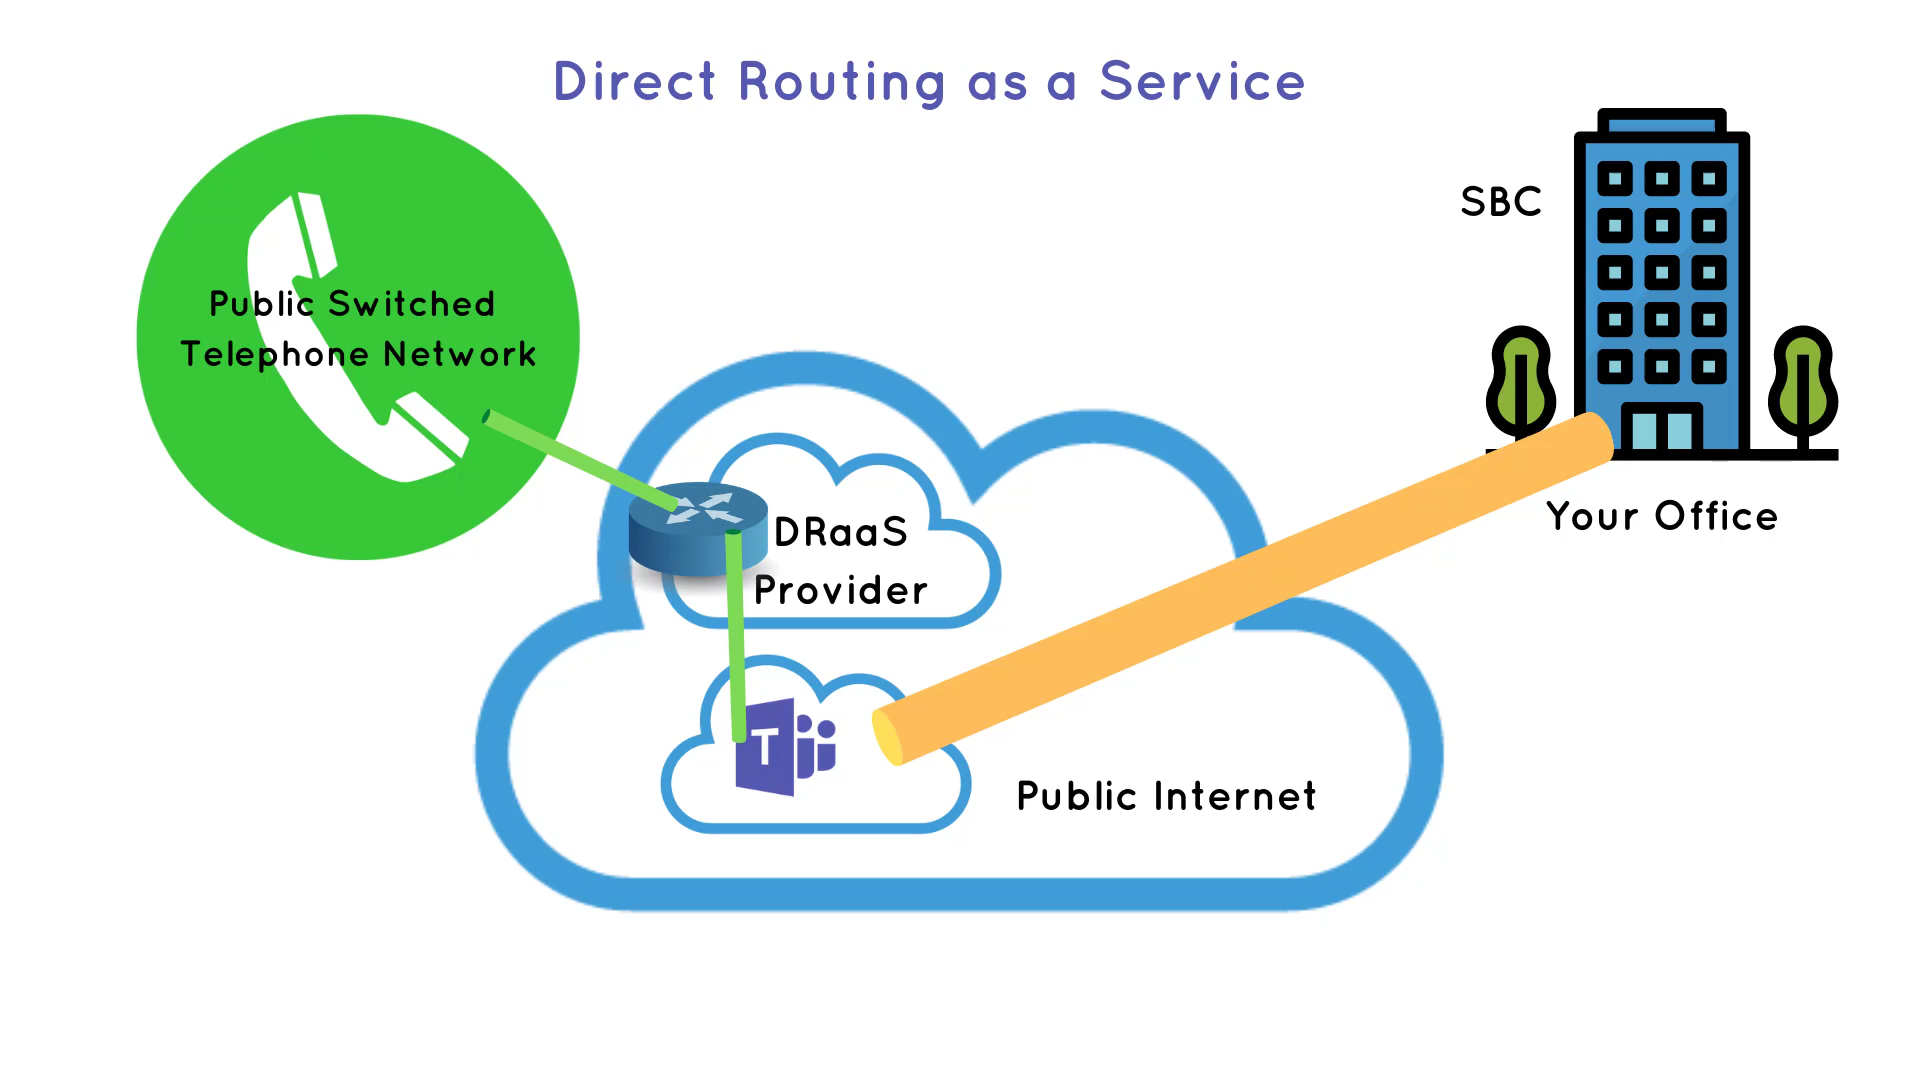 Direct Routing as a Service
SBC
Public Switched
Telephone Network
Your Office
DRaaS
Provider
T
Public Internet